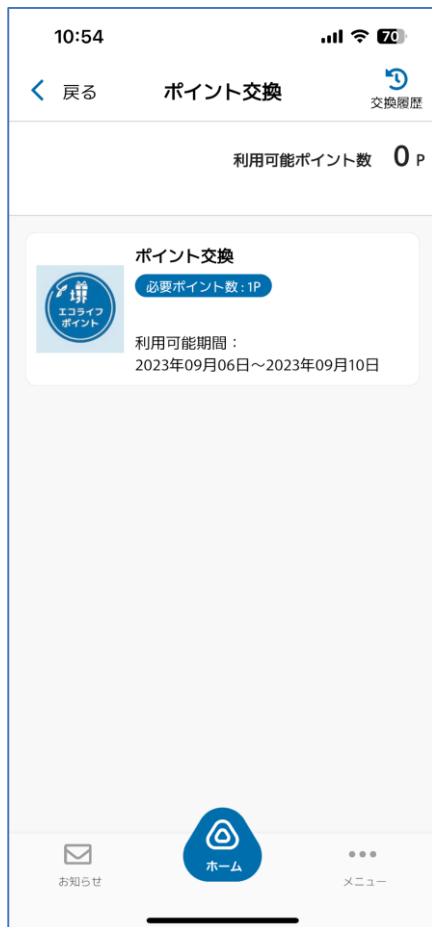 10:54
70
戻る
ポイント交換
交換履歴
利用可能ポイント数 0 P
ポイント交換
必要ポイント数:1P
堺
エコライフ
ポイント
利用可能期間:
2023年09月06日~2023年09月10日
お知らせ
ホーム
メニュー